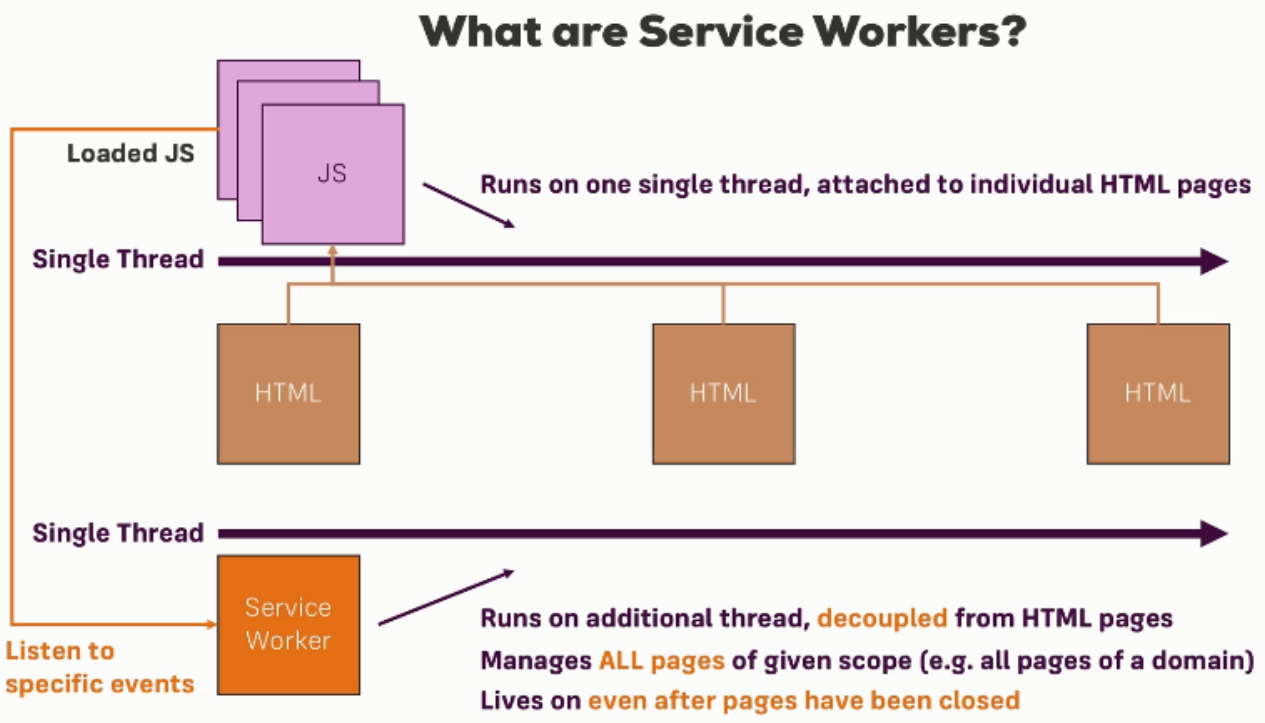 What are Service Workers?
Loaded JS
JS
Runs on one single thread, attached to individual HTML pages
Single Thread
HTML
HTML
HTML
Single Thread
Service
Worker
Listen to
specific events
Runs on additional thread, decoupled from HTML pages
Manages ALL pages of given scope (e.g. all pages of a domain)
Lives on even after pages have been closed